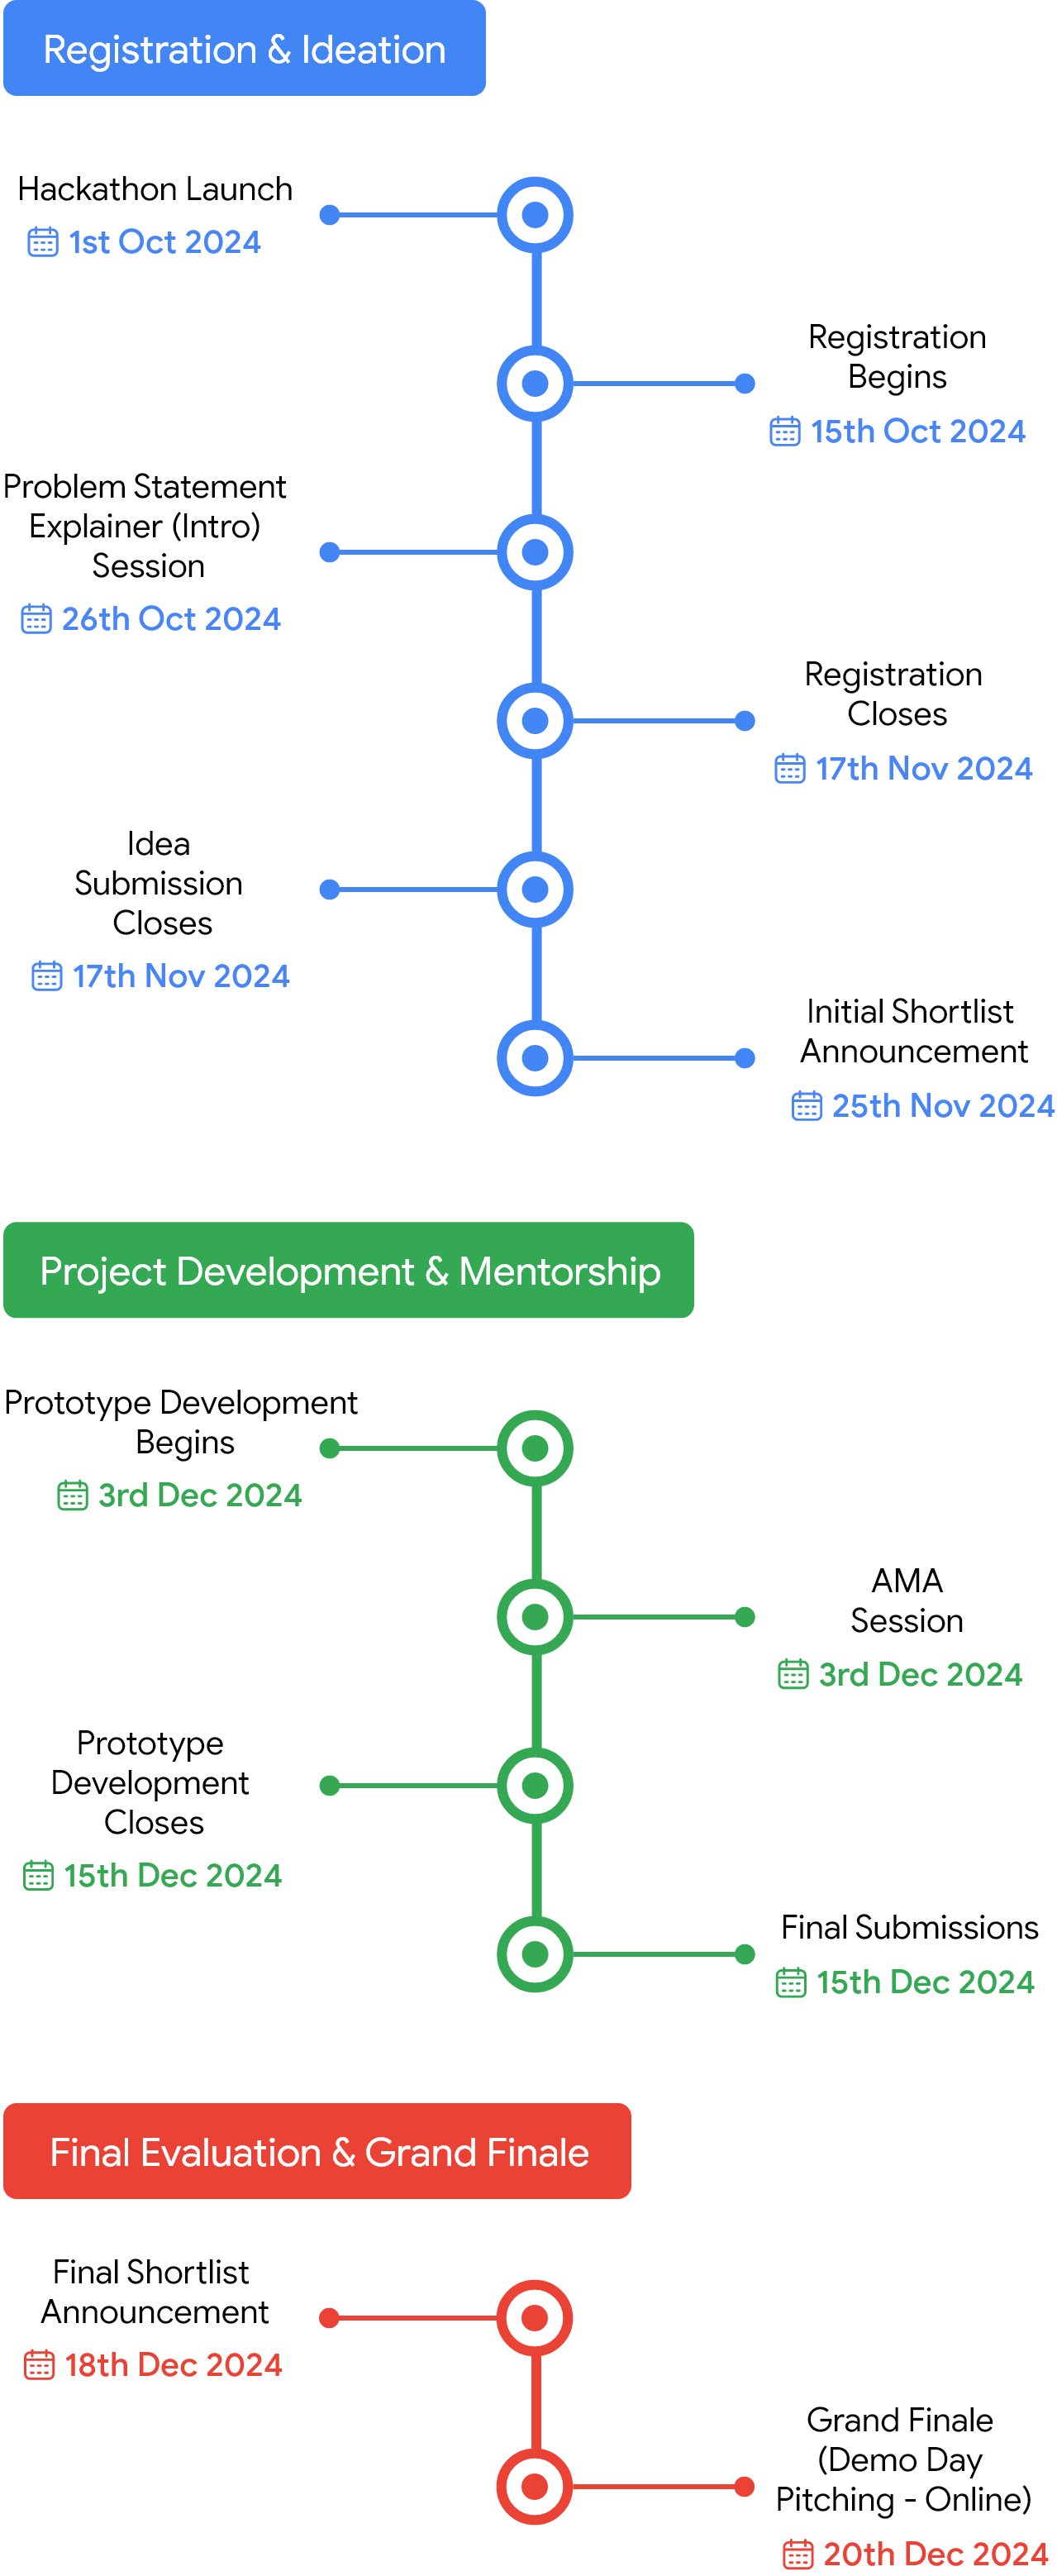 Registration & Ideation
Hackathon Launch
1st Oct 2024
Registration
Begins
15th Oct 2024
Problem Statement
Explainer (Intro)
Session
26th Oct 2024
Registration
Closes
17th Nov 2024
Idea
Submission
Closes
17th Nov 2024
Initial Shortlist
Announcement
25th Nov 2024
Project Development & Mentorship
Prototype Development
Begins
3rd Dec 2024
AMA
Session
3rd Dec 2024
Prototype
Development
Closes
15th Dec 2024
Final Submissions
15th Dec 2024
Final Evaluation & Grand Finale
Final Shortlist
Announcement
18th Dec 2024
Grand Finale
(Demo Day
Pitching - Online)
20th Dec 2024